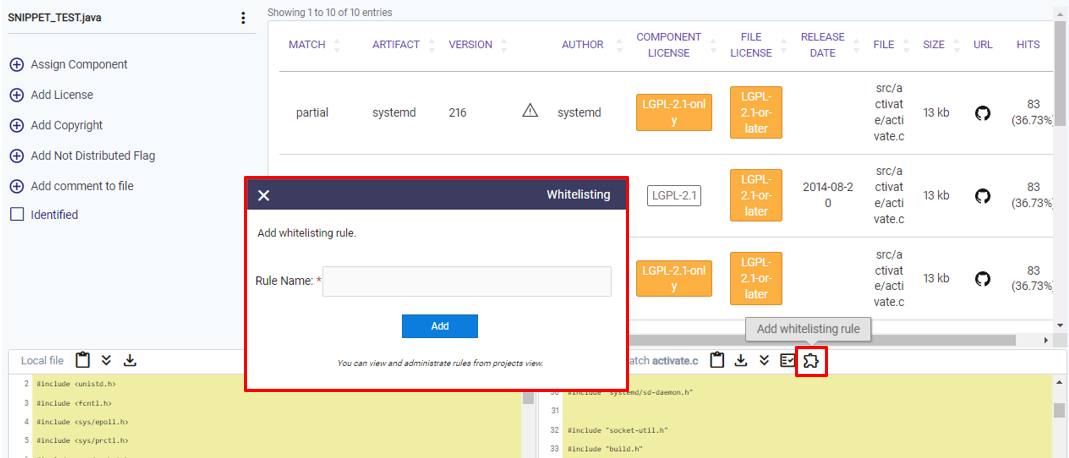 SNIPPET_TEST.java
Assign Component
Add License
Add Copyright
Add Not Distributed Flag
Add comment to file
Identified
Showing 1 to 10 of 10 entries
MATCH ARTIFACT VERSION AUTHOR COMPONENT LICENSE FILE LICENSE RELEASE DATE FILE SIZE URL HITS
partial systemd 216 systemd LGPL-2.1-only LGPL-2.1-or-later src/activate/activate.c 13 kb 83 (36.73%)
LGPL-2.1 LGPL-2.1-or-later 2014-08-20 src/activate/activate.c 13 kb 83 (36.73%)
LGPL-2.1-only LGPL-2.1-or-later src/activate/activate.c 13 kb 83 (36.73%)
Whitelisting
Add whitelisting rule.
Rule Name: *
Add
You can view and administrate rules from projects view.
Add whitelisting rule
Local file
2 #include <unistd.h>
3 #include <fcntl.h>
4 #include <sys/epoll.h>
5 #include <sys/prctl.h>
atch activate.c
30 #include "systemd/sd-daemon.h"
31
32 #include "socket-util.h"
33 #include "build.h"